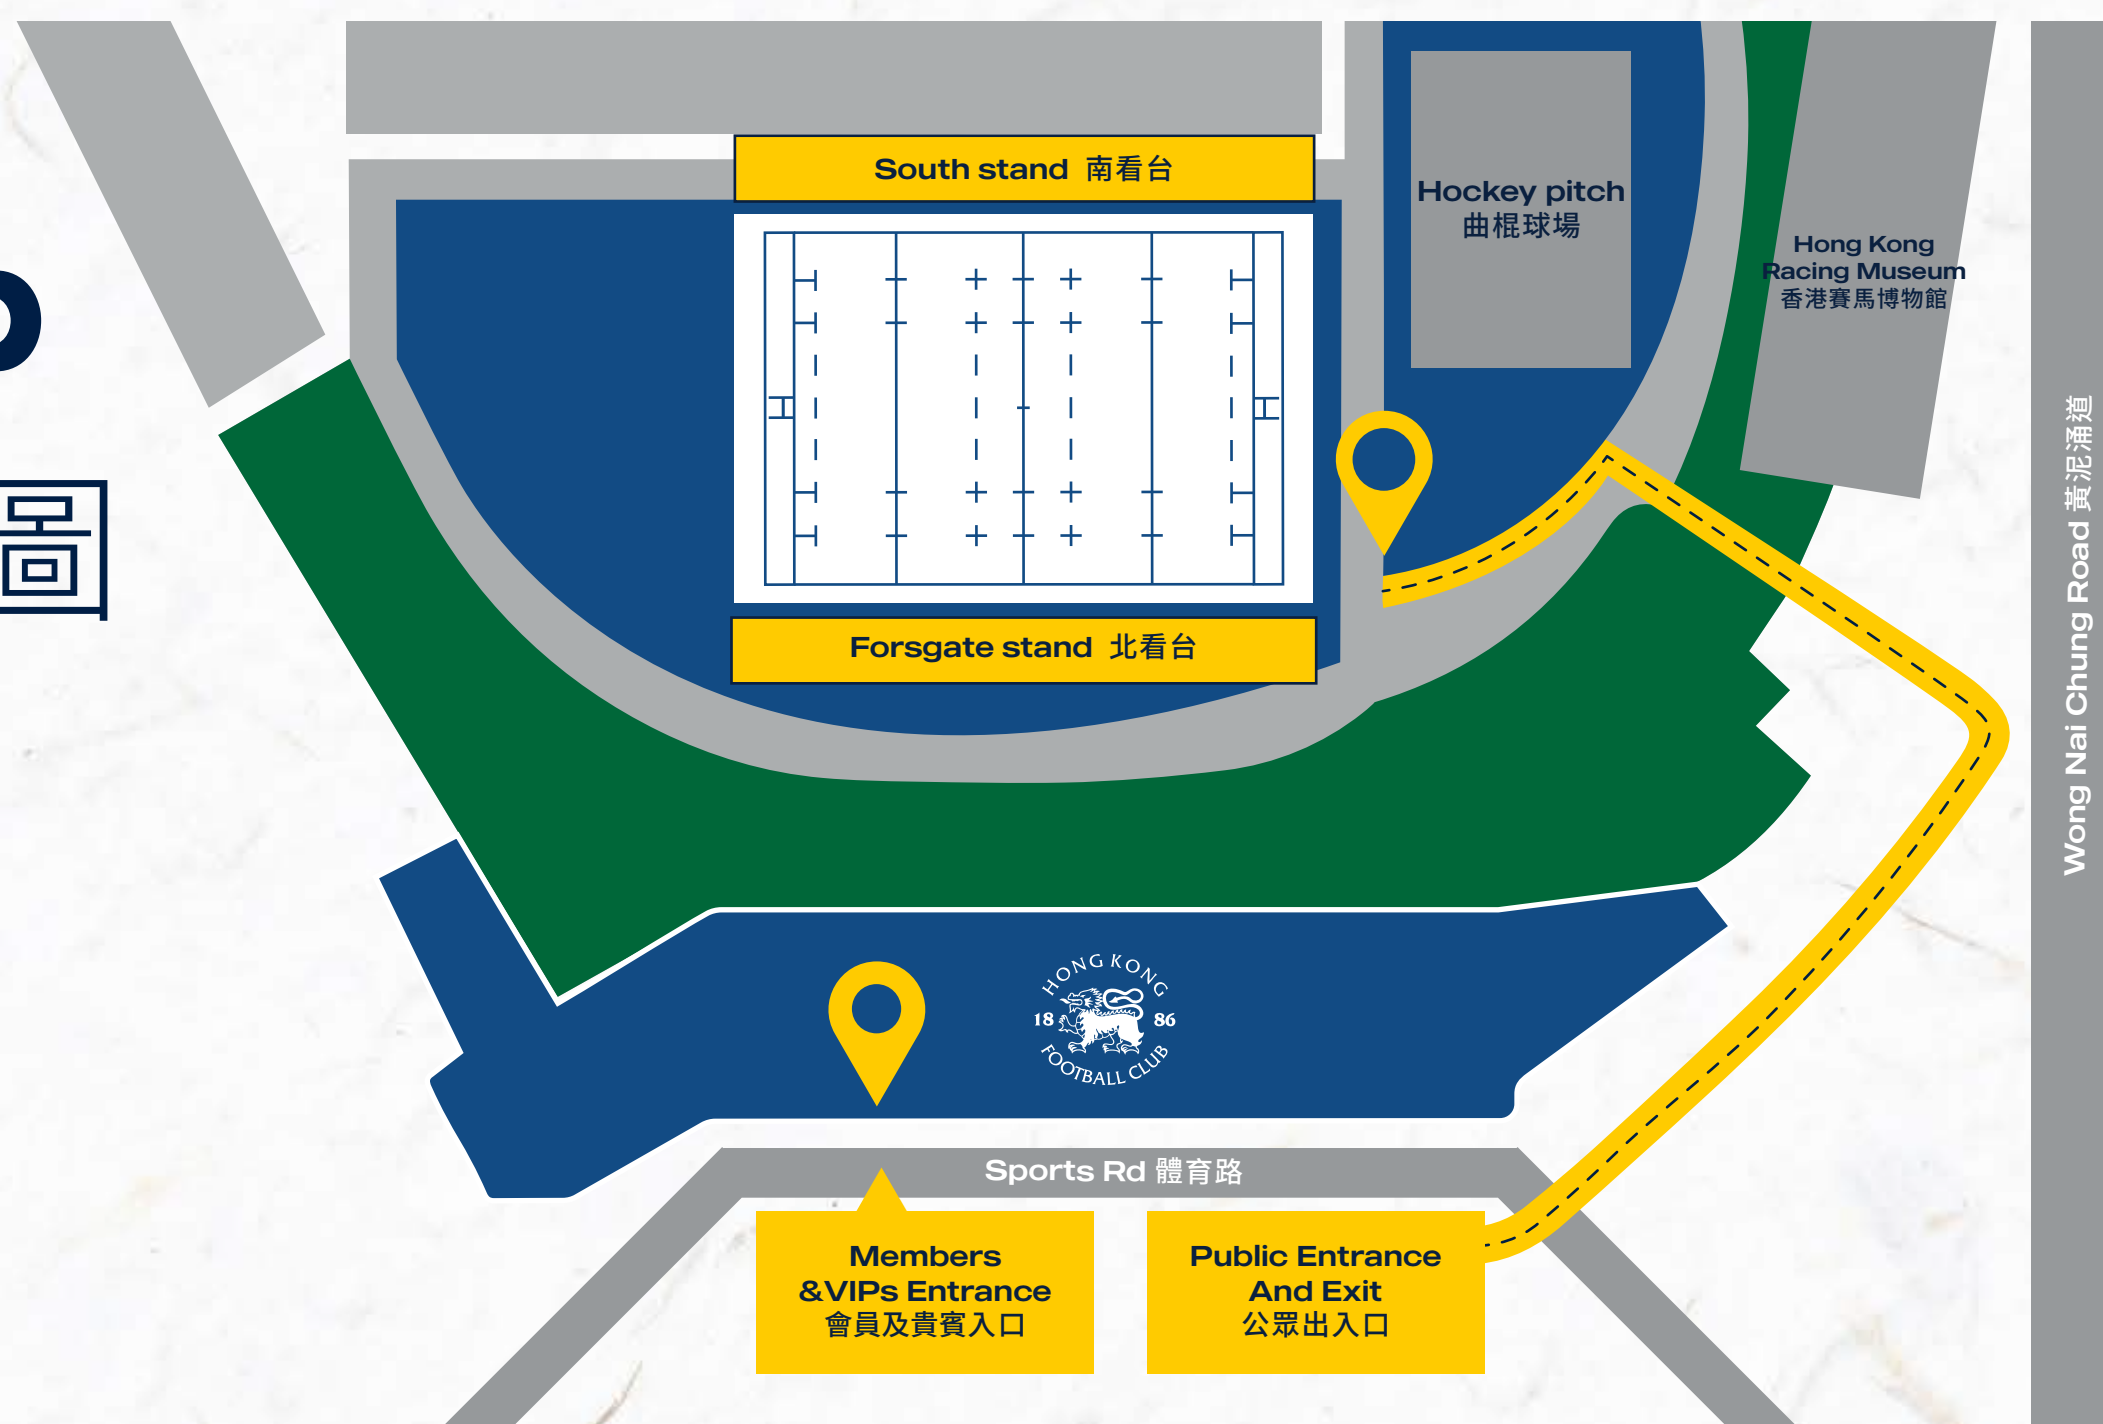 South stand 南看台
Hockey pitch
曲棍球場
Hong Kong
Racing Museum
香港賽馬博物館
圖
Wong Nai Chung Road 黃泥涌道
Forsgate stand 北看台
HONG KONG
18 86
FOOTBALL CLUB
Sports Rd 體育路
Members
&VIPs Entrance
會員及貴賓入口
Public Entrance
And Exit
公眾出入口